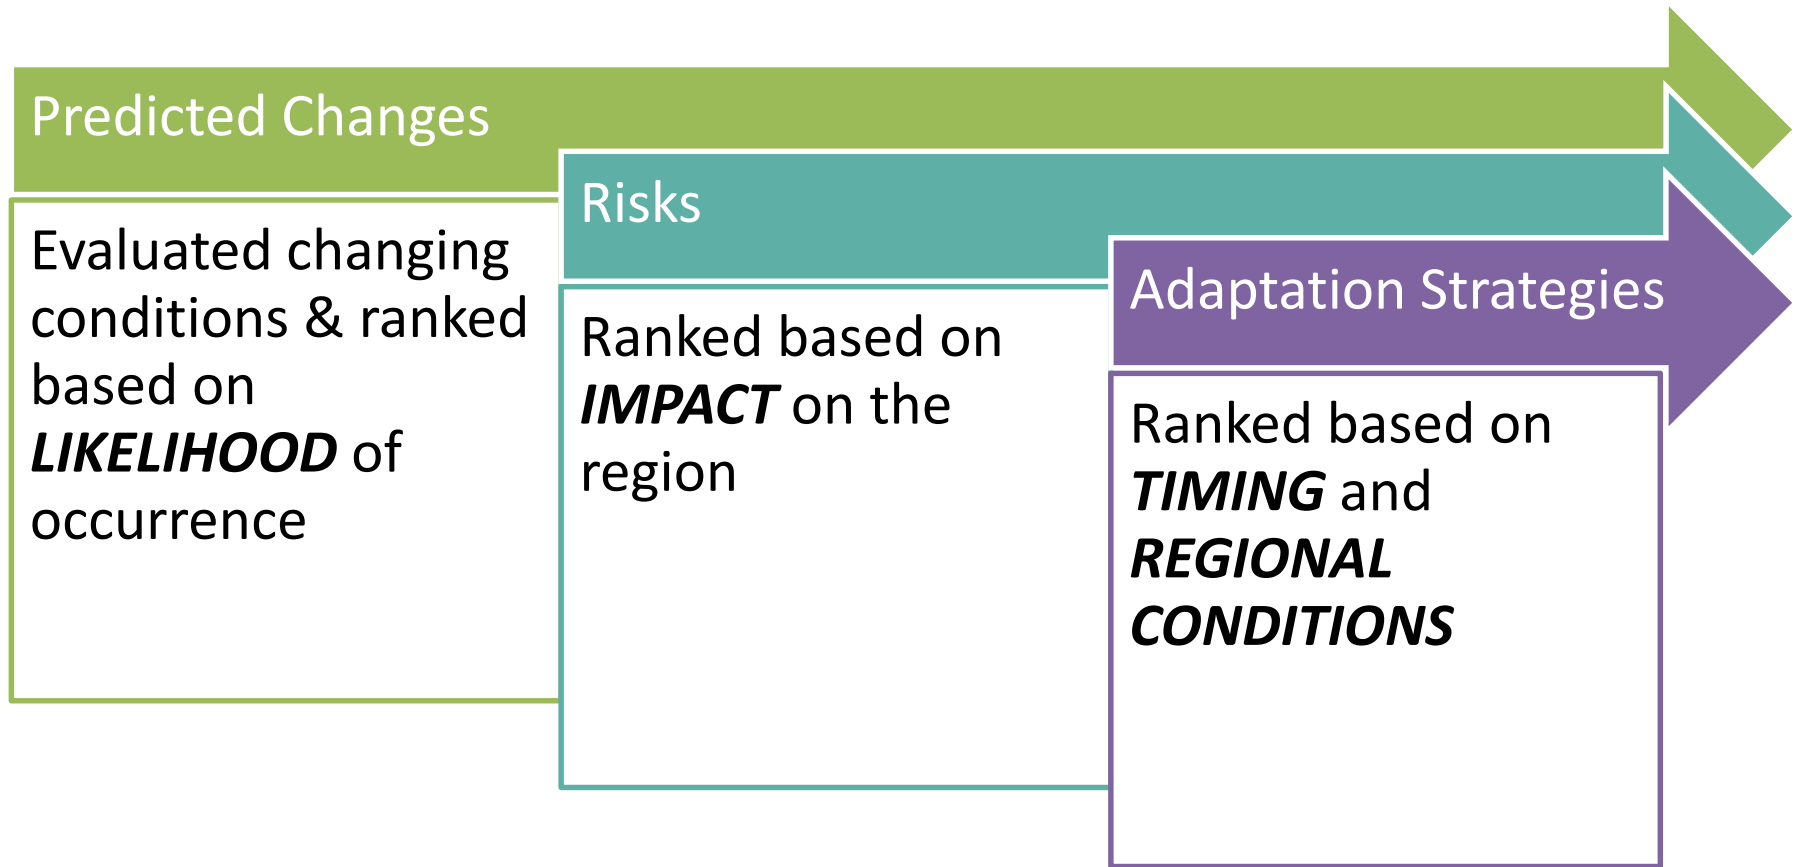 Predicted Changes
Evaluated changing
conditions & ranked
based on
LIKELIHOOD of
occurrence
Risks
Ranked based on
IMPACT on the
region
Adaptation Strategies
Ranked based on
TIMING and
REGIONAL
CONDITIONS